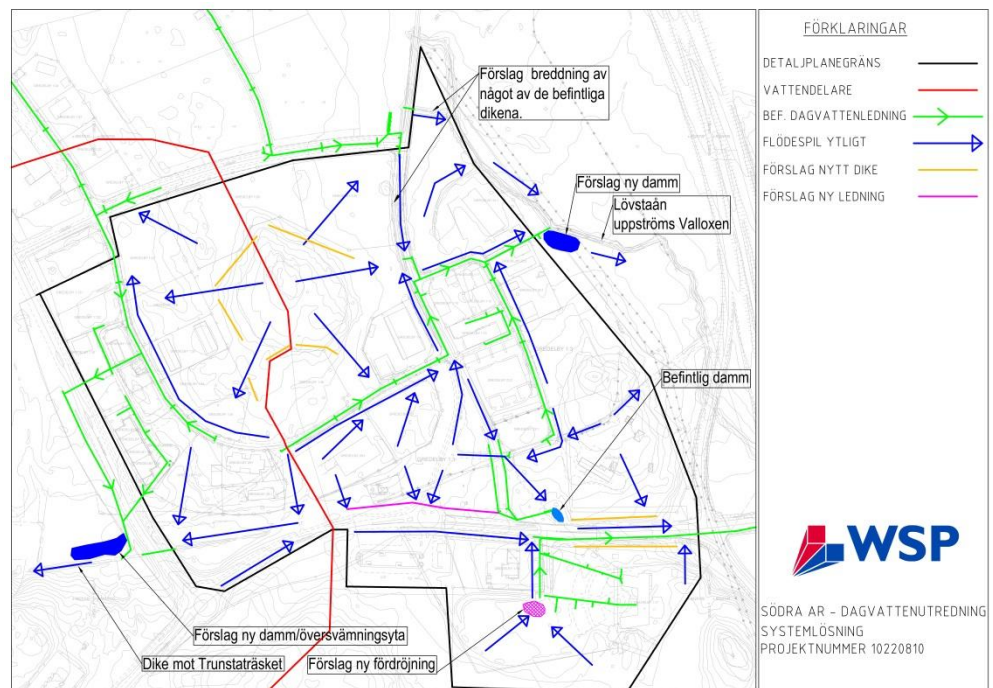 Förslag breddning av
något av de befintliga
dikena.
Förslag ny damm
Lövstaån
uppströms Valloxen
Befintlig damm
Förslag ny damm/översvämningsyta
Dike mot Trunstaträsket
Förslag ny fördröjning
FÖRKLARINGAR
DETALJPLANEGRÄNS
VATTENDELARE
BEF. DAGVATTENLEDNING
FLÖDESPIL YTLIGT
FÖRSLAG NYTT DIKE
FÖRSLAG NY LEDNING
WSP
SÖDRA AR - DAGVATTENUTREDNING
SYSTEMLÖSNING
PROJEKTNUMMER 10220810